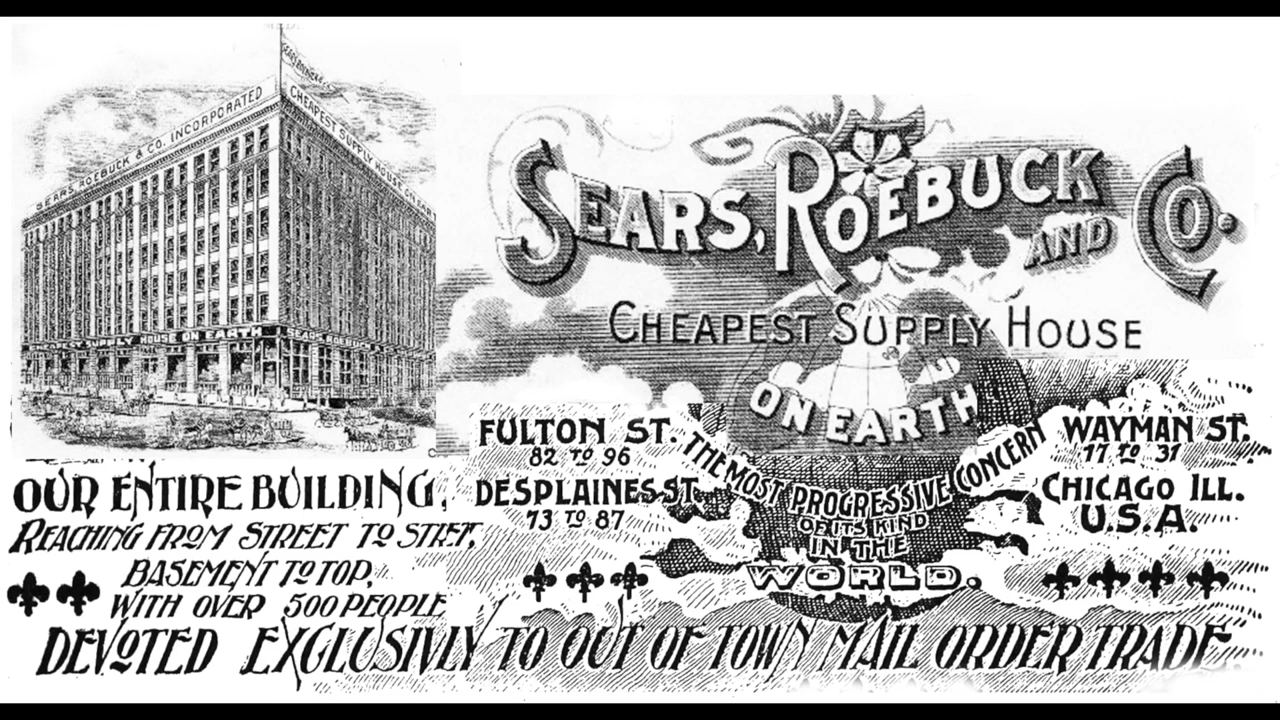 SEARS, ROEBUCK & CO. INCORPORATED
CHEAPEST SUPPLY HOUSE ON EARTH
SUPPLY HOUSE ON EARTH
SEARS, ROEBUCK
SEARS, ROEBUCK AND CO.
CHEAPEST SUPPLY HOUSE
ON EARTH
FULTON ST.
82 TO 96
DESPLAINES ST.
73 TO 87
THE MOST PROGRESSIVE CONCERN
OF ITS KIND
IN THE
WORLD.
WAYMAN ST.
17 TO 31
CHICAGO ILL.
U.S.A.
OUR ENTIRE BUILDING,
REACHING FROM STREET TO STRET,
BASEMENT TO TOP,
WITH OVER 500 PEOPLE
DEVOTED EXCLUSIVLY TO OUT OF TOWN MAIL ORDER TRADE.